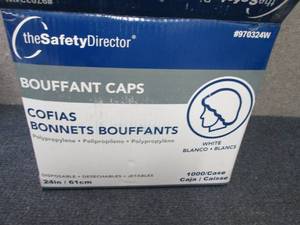 theSafetyDirector®
#970324W
BOUFFANT CAPS
COFIAS
BONNETS BOUFFANTS
Polypropylene • Polipropileno • Polypropylène
WHITE
BLANCO • BLANCS
DISPOSABLE • DESECHABLES • JETABLES
24in / 61cm
1000/Case
Caja / Caisse